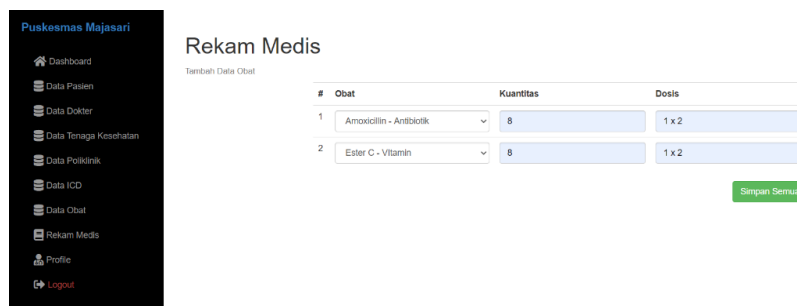 Puskesmas Majasari
Dashboard
Data Pasien
Data Dokter
Data Tenaga Kesehatan
Data Poliklinik
Data ICD
Data Obat
Rekam Medis
Profile
Logout
Rekam Medis
Tambah Data Obat
# Obat Kuantitas Dosis
1 Amoxicillin - Antibiotik 8 1 x 2
2 Ester C - Vitamin 8 1 x 2
Simpan Semua